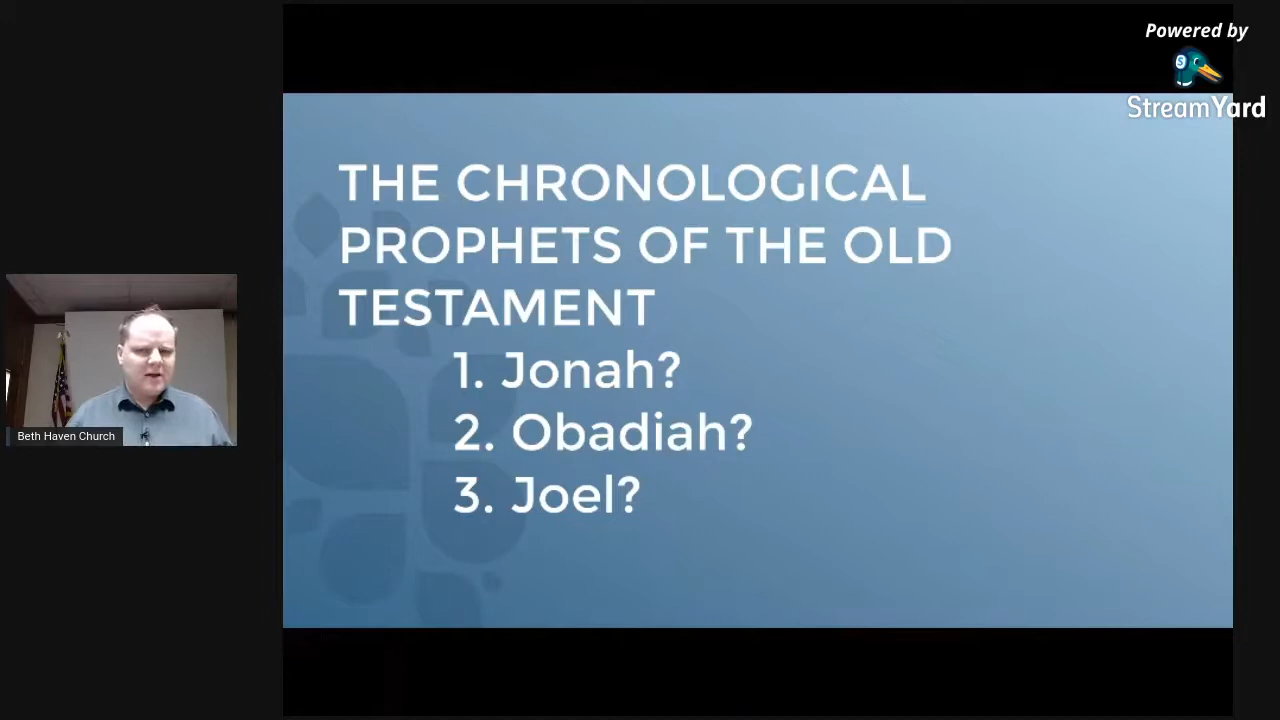 Powered by
StreamYard
THE CHRONOLOGICAL
PROPHETS OF THE OLD
TESTAMENT
1. Jonah?
2. Obadiah?
3. Joel?
Beth Haven Church